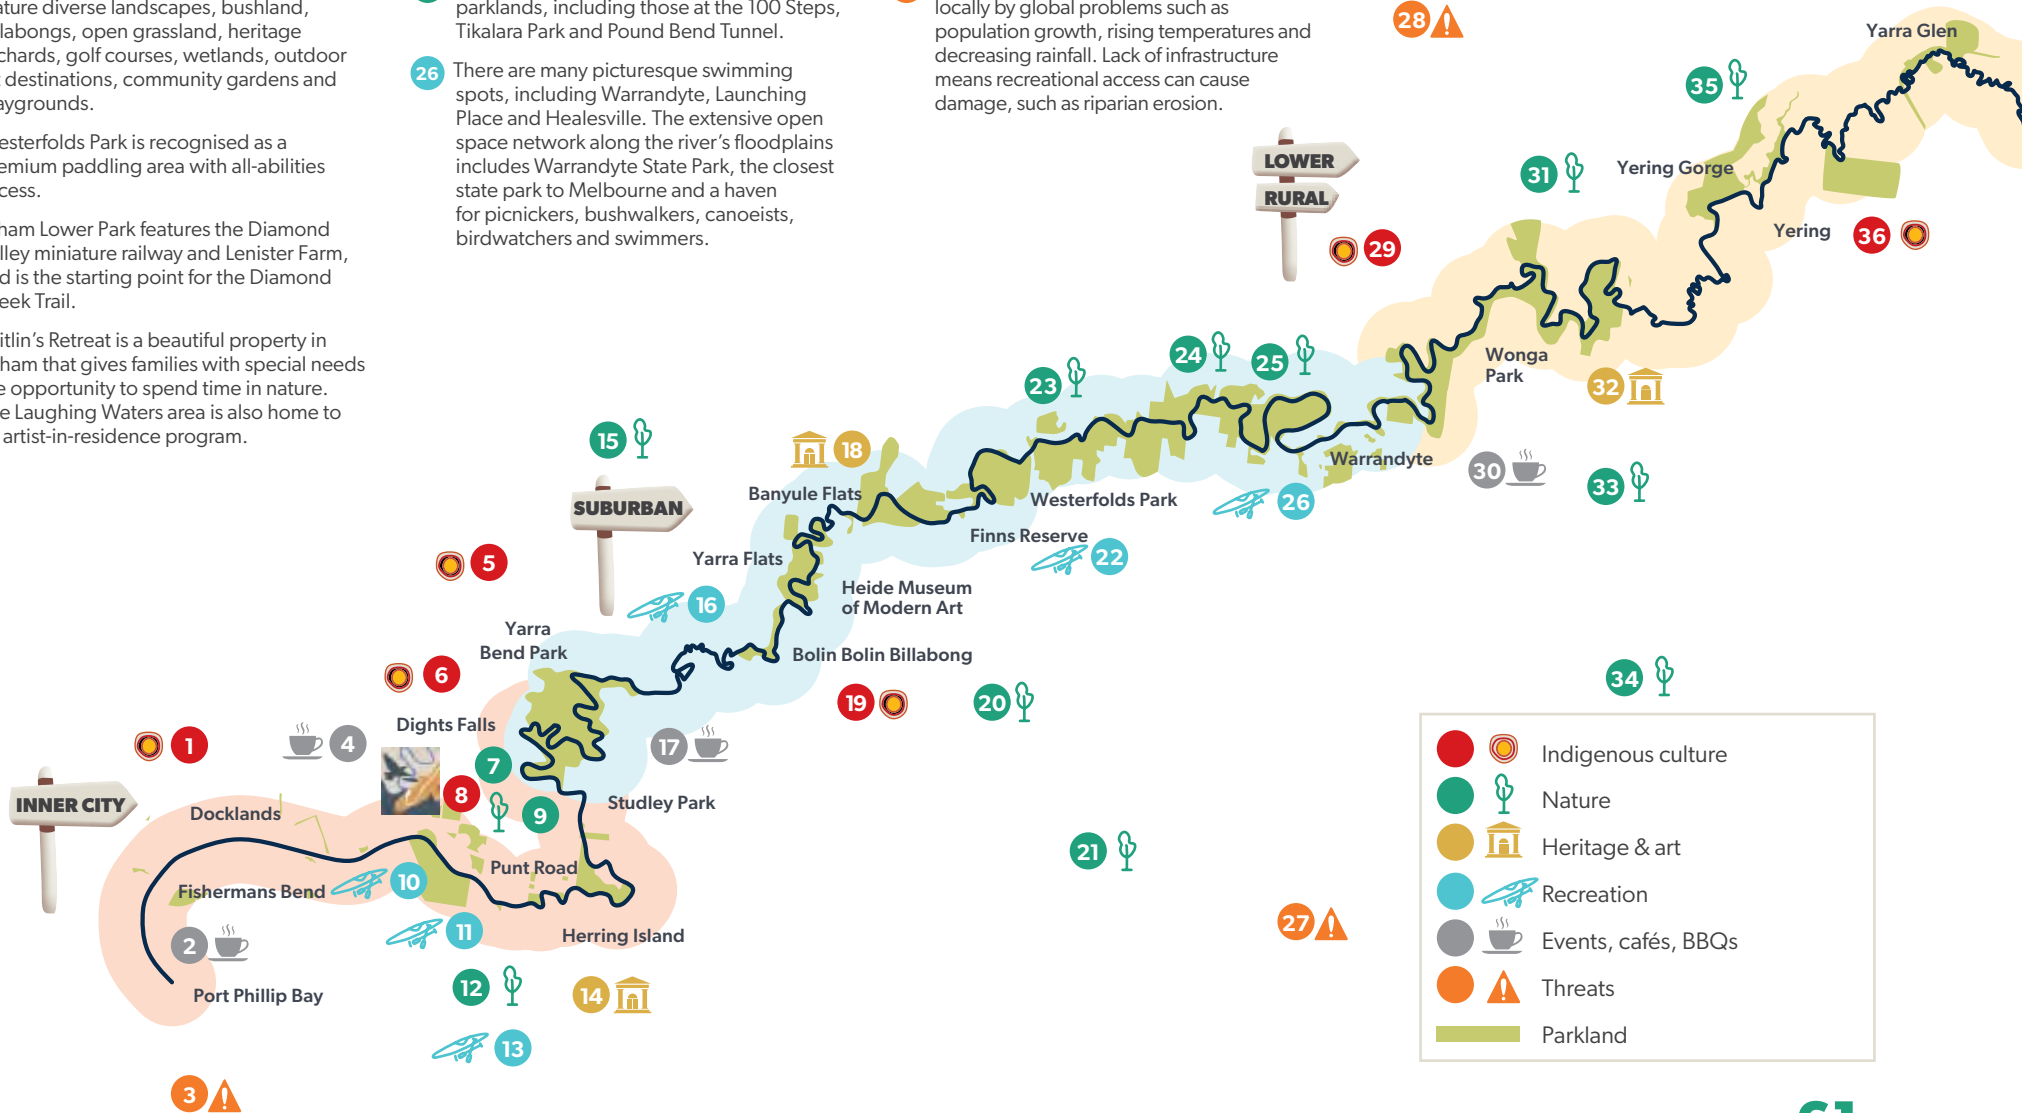 diverse landscapes, bushland,
open grassland, heritage
golf courses, wetlands, outdoor
destinations, community gardens and
Park is recognised as a
paddling area with all-abilities
Lower Park features the Diamond
miniature railway and Lenister Farm,
is the starting point for the Diamond
Trail.
Retreat is a beautiful property in
that gives families with special needs
opportunity to spend time in nature.
Laughing Waters area is also home to
artist-in-residence program.
parklands, including those at the 100 Steps,
Tikalara Park and Pound Bend Tunnel.
26 There are many picturesque swimming
spots, including Warrandyte, Launching
Place and Healesville. The extensive open
space network along the river’s floodplains
includes Warrandyte State Park, the closest
state park to Melbourne and a haven
for picnickers, bushwalkers, canoeists,
birdwatchers and swimmers.
locally by global problems such as
population growth, rising temperatures and
decreasing rainfall. Lack of infrastructure
means recreational access can cause
damage, such as riparian erosion.
28
Yarra Glen
35
LOWER
RURAL
31
Yering Gorge
29
Yering
36
24
25
23
Wonga
Park
32
15
18
Warrandyte
30
33
SUBURBAN
Banyule Flats
Westerfolds Park
26
Finns Reserve
22
5
Yarra Flats
16
Heide Museum
of Modern Art
Yarra
Bend Park
Bolin Bolin Billabong
6
19
20
34
Dights Falls
1
4
7
17
INNER CITY
Docklands
8
9
Studley Park
21
Punt Road
Fishermans Bend
10
11
Herring Island
27
2
Port Phillip Bay
12
14
13
3
Indigenous culture
Nature
Heritage & art
Recreation
Events, cafés, BBQs
Threats
Parkland